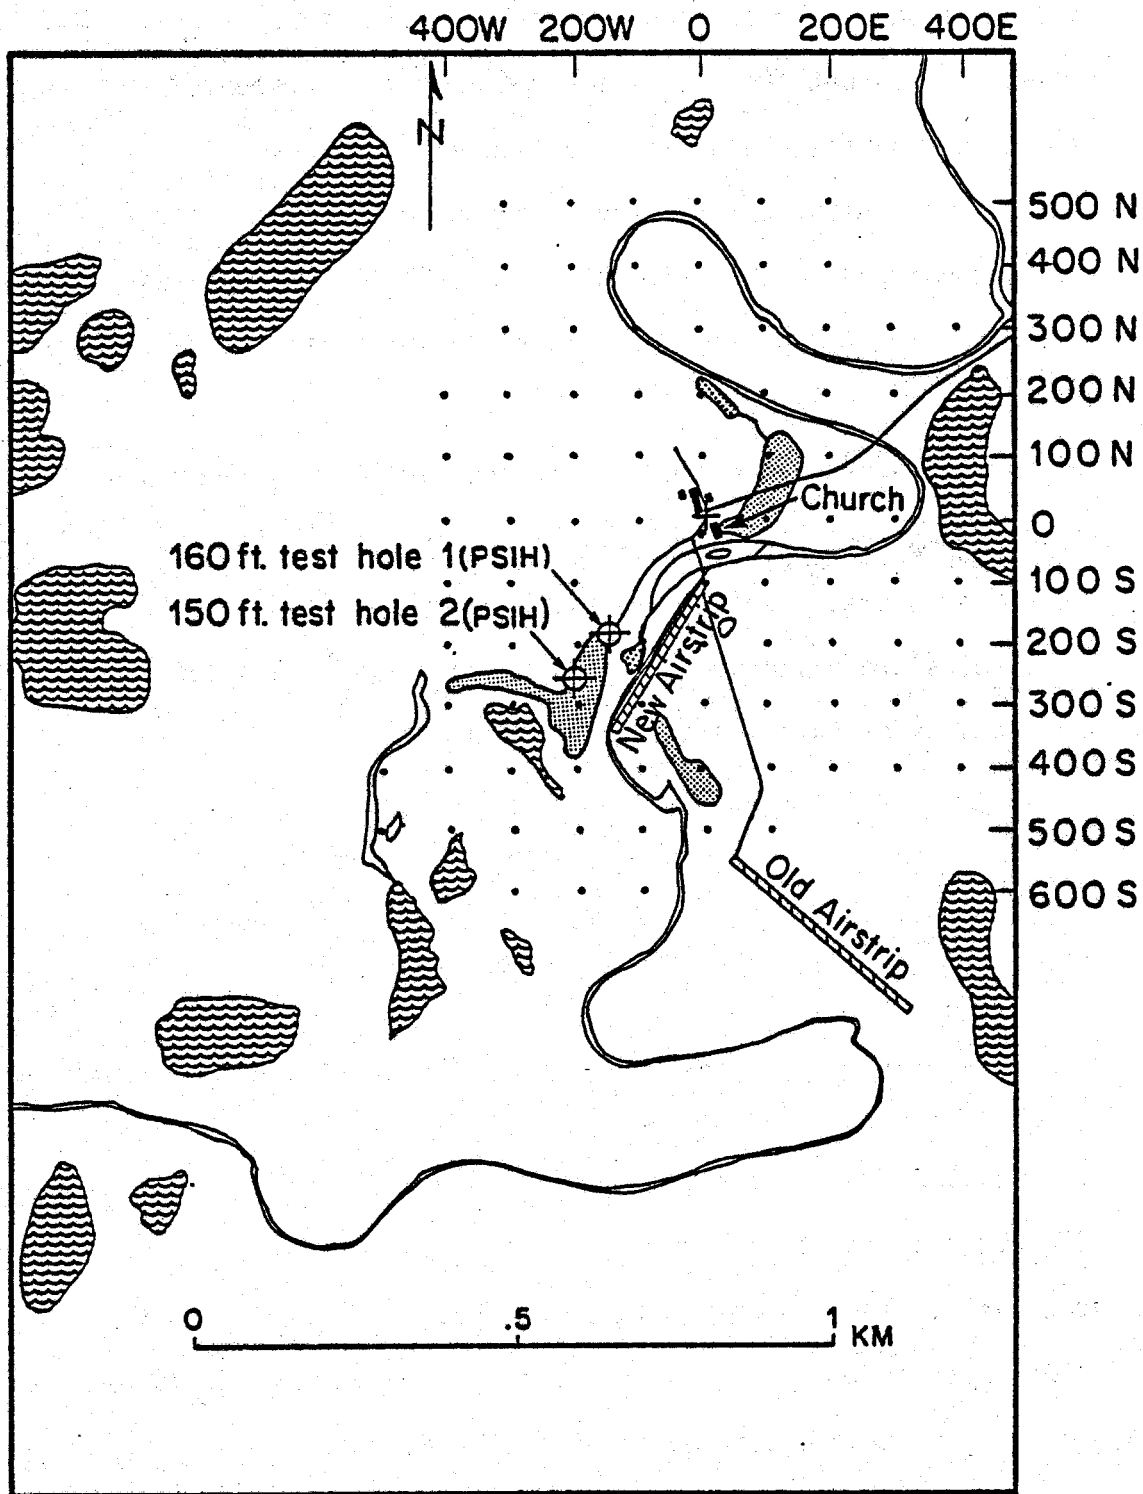 400W 200W 0 200E 400E
N
500 N
400 N
300 N
200 N
100 N
Church
0
160 ft. test hole 1(PSIH)
100 S
150 ft. test hole 2(PSIH)
200 S
New Airstrip
300 S
400 S
500 S
Old Airstrip
600 S
0 .5 1 KM